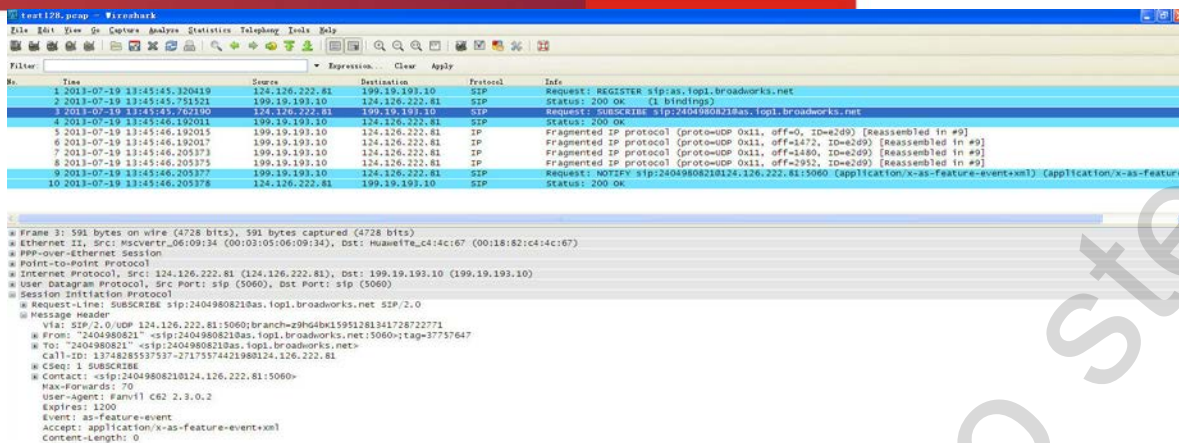 test128.pcap - Wireshark
File Edit View Go Capture Analyze Statistics Telephony Tools Help
Filter: Expression... Clear Apply
No. Time Source Destination Protocol Info
1 2013-07-19 13:45:45.320419 124.126.222.81 199.19.193.10 SIP Request: REGISTER sip:as.iop1.broadworks.net
2 2013-07-19 13:45:45.751521 199.19.193.10 124.126.222.81 SIP Status: 200 OK (1 bindings)
3 2013-07-19 13:45:45.762190 124.126.222.81 199.19.193.10 SIP Request: SUBSCRIBE sip:2404980821@as.iop1.broadworks.net
4 2013-07-19 13:45:46.192011 199.19.193.10 124.126.222.81 SIP Status: 200 OK
5 2013-07-19 13:45:46.192015 199.19.193.10 124.126.222.81 IP Fragmented IP protocol (proto=UDP 0x11, off=0, ID=e2d9) [Reassembled in #9]
6 2013-07-19 13:45:46.192017 199.19.193.10 124.126.222.81 IP Fragmented IP protocol (proto=UDP 0x11, off=1472, ID=e2d9) [Reassembled in #9]
7 2013-07-19 13:45:46.205373 199.19.193.10 124.126.222.81 IP Fragmented IP protocol (proto=UDP 0x11, off=1480, ID=e2d9) [Reassembled in #9]
8 2013-07-19 13:45:46.205375 199.19.193.10 124.126.222.81 IP Fragmented IP protocol (proto=UDP 0x11, off=2952, ID=e2d9) [Reassembled in #9]
9 2013-07-19 13:45:46.205377 199.19.193.10 124.126.222.81 SIP Request: NOTIFY sip:2404980821@124.126.222.81:5060 (application/x-as-feature-event+xml) (application/x-as-feature
10 2013-07-19 13:45:46.205378 124.126.222.81 199.19.193.10 SIP Status: 200 OK
Frame 3: 591 bytes on wire (4728 bits), 591 bytes captured (4728 bits)
Ethernet II, Src: Mscvertr_06:09:34 (00:03:05:06:09:34), Dst: HuaweiTe_c4:4c:67 (00:18:82:c4:4c:67)
PPP-over-Ethernet Session
Point-to-Point Protocol
Internet Protocol, Src: 124.126.222.81 (124.126.222.81), Dst: 199.19.193.10 (199.19.193.10)
User Datagram Protocol, Src Port: sip (5060), Dst Port: sip (5060)
Session Initiation Protocol
Request-Line: SUBSCRIBE sip:2404980821@as.iop1.broadworks.net SIP/2.0
Message Header
Via: SIP/2.0/UDP 124.126.222.81:5060;branch=z9hG4bK1595128134172872 2771
From: "2404980821" <sip:2404980821@as.iop1.broadworks.net:5060>;tag=37757647
To: "2404980821" <sip:2404980821@as.iop1.broadworks.net>
Call-ID: 13748285537537-27175574421980@124.126.222.81
CSeq: 1 SUBSCRIBE
Contact: <sip:2404980821@124.126.222.81:5060>
Max-Forwards: 70
User-Agent: Fanvil C62 2.3.0.2
Expires: 1200
Event: as-feature-event
Accept: application/x-as-feature-event+xml
Content-Length: 0
o ste